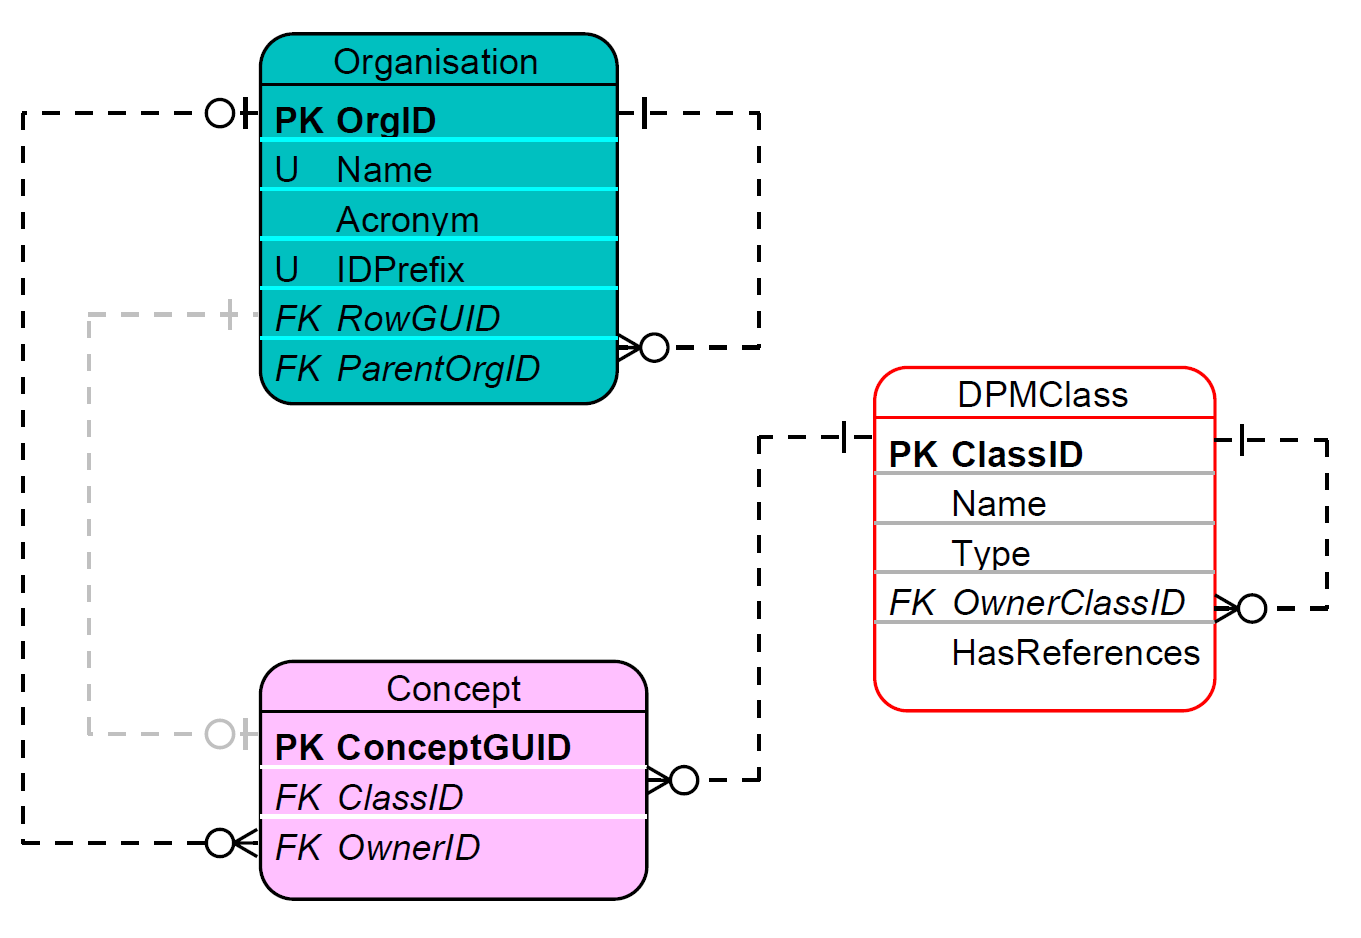 Organisation
PK OrgID
U Name
Acronym
U IDPrefix
FK RowGUID
FK ParentOrgID
DPMClass
PK ClassID
Name
Type
FK OwnerClassID
HasReferences
Concept
PK ConceptGUID
FK ClassID
FK OwnerID